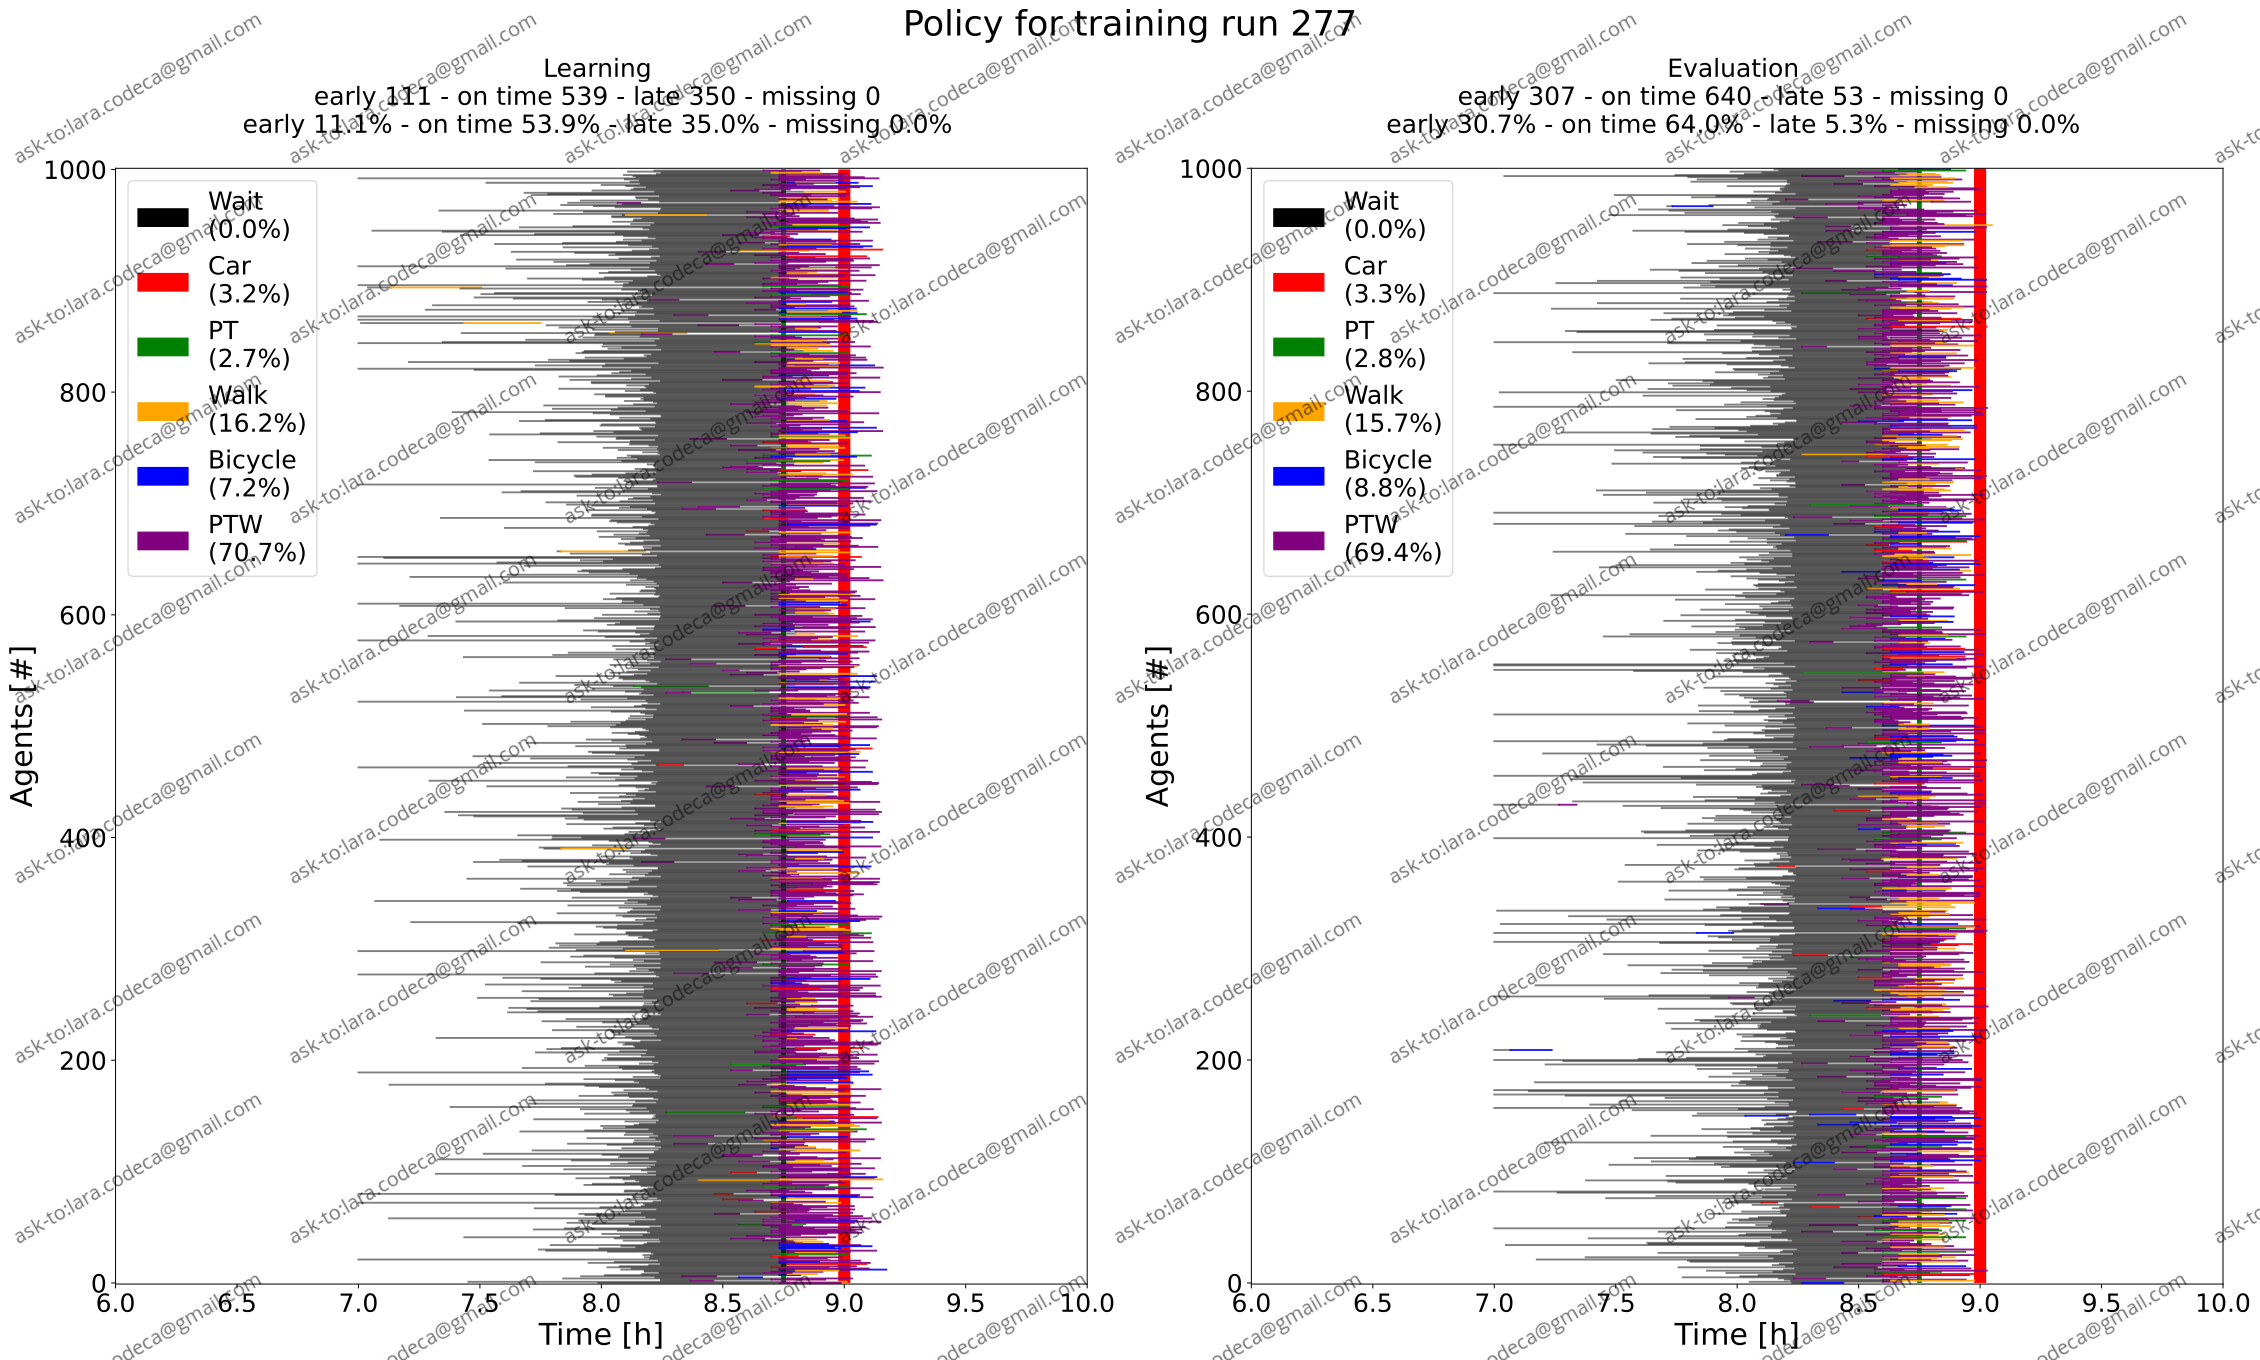 Policy for training run 277
Learning
early 111 - on time 539 - late 350 - missing 0
early 11.1% - on time 53.9% - late 35.0% - missing 0.0%
1000
800
600
400
200
0
Agents [#]
Wait
(0.0%)
Car
(3.2%)
PT
(2.7%)
Walk
(16.2%)
Bicycle
(7.2%)
PTW
(70.7%)
6.0 6.5 7.0 7.5 8.0 8.5 9.0 9.5 10.0
Time [h]
Evaluation
early 307 - on time 640 - late 53 - missing 0
early 30.7% - on time 64.0% - late 5.3% - missing 0.0%
1000
800
600
400
200
0
Agents [#]
Wait
(0.0%)
Car
(3.3%)
PT
(2.8%)
Walk
(15.7%)
Bicycle
(8.8%)
PTW
(69.4%)
6.0 6.5 7.0 7.5 8.0 8.5 9.0 9.5 10.0
Time [h]
ask-to:lara.codeca@gmail.com